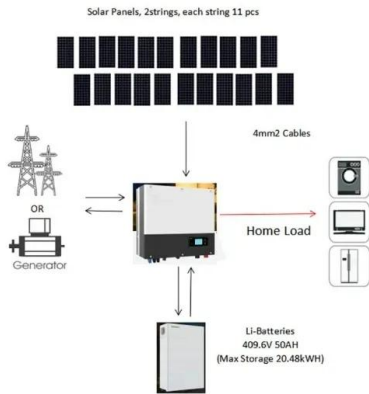 Solar Panels, 2strings, each string 11 pcs
4mm2 Cables
OR
Generator
Home Load
Li-Batteries
409.6V 50AH
(Max Storage 20.48kWH)